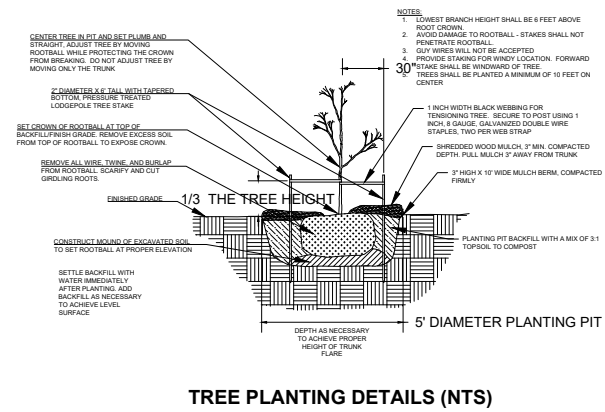 NOTES:
1. LOWEST BRANCH HEIGHT SHALL BE 6 FEET ABOVE
ROOT CROWN.
2. AVOID DAMAGE TO ROOTBALL - STAKES SHALL NOT
PENETRATE ROOTBALL.
3. GUY WIRES WILL NOT BE ACCEPTED
4. PROVIDE STAKING FOR WINDY LOCATION. FORWARD
STAKE SHALL BE WINDWARD OF TREE.
5. TREES SHALL BE PLANTED A MINIMUM OF 10 FEET ON
CENTER
30"
CENTER TREE IN PIT AND SET PLUMB AND
STRAIGHT, ADJUST TREE BY MOVING
ROOTBALL WHILE PROTECTING THE CROWN
FROM BREAKING. DO NOT ADJUST TREE BY
MOVING ONLY THE TRUNK
2" DIAMETER X 6' TALL WITH TAPERED
BOTTOM, PRESSURE TREATED
LODGEPOLE TREE STAKE
SET CROWN OF ROOTBALL AT TOP OF
BACKFILL/FINISH GRADE. REMOVE EXCESS SOIL
FROM TOP OF ROOTBALL TO EXPOSE CROWN.
REMOVE ALL WIRE, TWINE, AND BURLAP
FROM ROOTBALL. SCARIFY AND CUT
GIRDLING ROOTS.
FINISHED GRADE
1/3 THE TREE HEIGHT
CONSTRUCT MOUND OF EXCAVATED SOIL
TO SET ROOTBALL AT PROPER ELEVATION
SETTLE BACKFILL WITH
WATER IMMEDIATELY
AFTER PLANTING. ADD
BACKFILL AS NECESSARY
TO ACHIEVE LEVEL
SURFACE
1 INCH WIDTH BLACK WEBBING FOR
TENSIONING TREE. SECURE TO POST USING 1
INCH, 8 GAUGE, GALVANIZED DOUBLE WIRE
STAPLES, TWO PER WEB STRAP
SHREDDED WOOD MULCH, 3" MIN. COMPACTED
DEPTH. PULL MULCH 3" AWAY FROM TRUNK
3" HIGH X 10' WIDE MULCH BERM, COMPACTED
FIRMLY
PLANTING PIT BACKFILL WITH A MIX OF 3:1
TOPSOIL TO COMPOST
5' DIAMETER PLANTING PIT
DEPTH AS NECESSARY
TO ACHIEVE PROPER
HEIGHT OF TRUNK
FLARE
TREE PLANTING DETAILS (NTS)